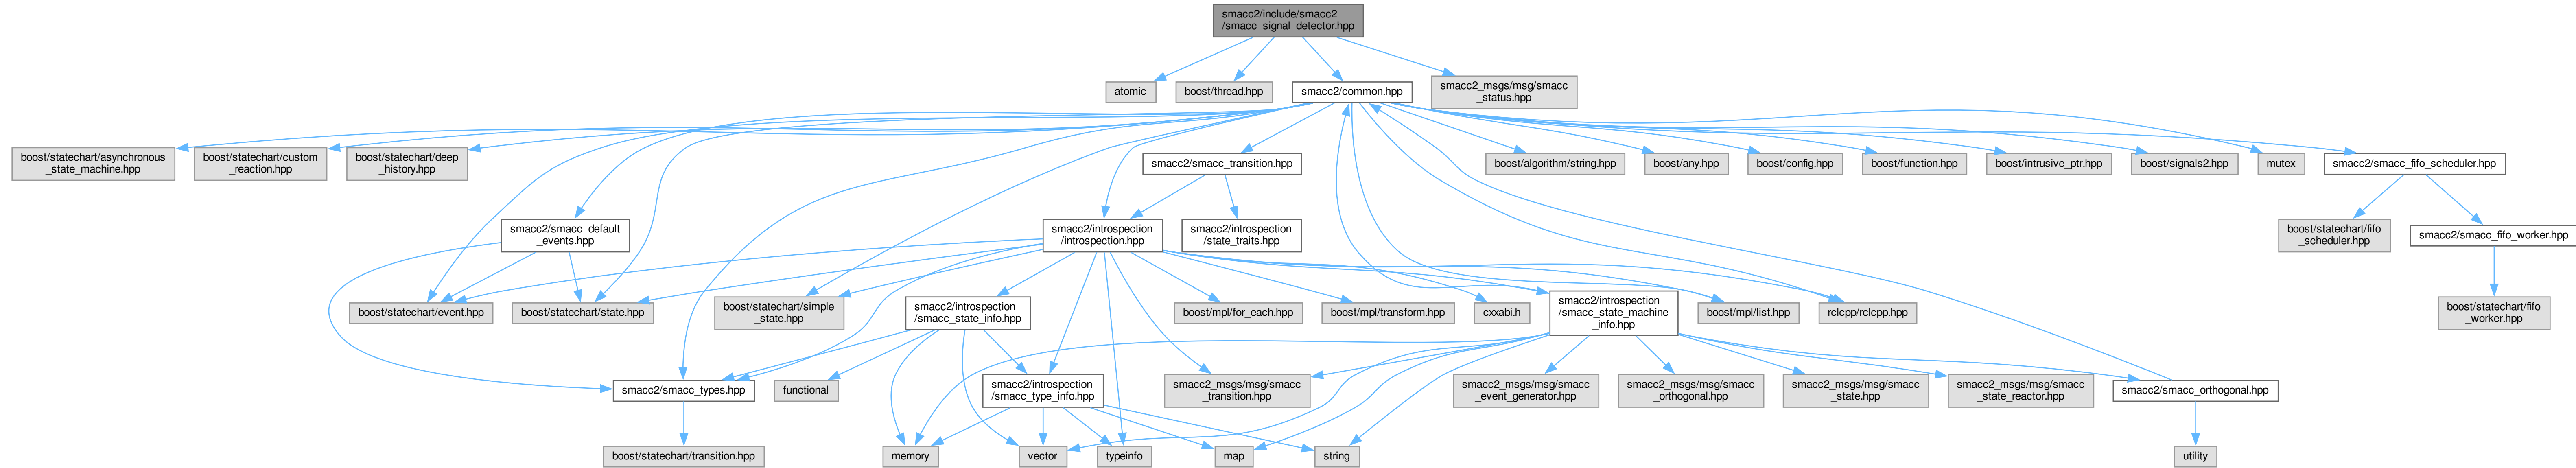 smacc2/include/smacc2
/smacc_signal_detector.hpp
atomic
boost/thread.hpp
smacc2/common.hpp
smacc2_msgs/msg/smacc
_status.hpp
boost/statechart/asynchronous
_state_machine.hpp
boost/statechart/custom
_reaction.hpp
boost/statechart/deep
_history.hpp
smacc2/smacc_transition.hpp
boost/algorithm/string.hpp
boost/any.hpp
boost/config.hpp
boost/function.hpp
boost/intrusive_ptr.hpp
boost/signals2.hpp
mutex
smacc2/smacc_fifo_scheduler.hpp
smacc2/smacc_default
_events.hpp
smacc2/introspection
/introspection.hpp
smacc2/introspection
/state_traits.hpp
boost/statechart/fifo
_scheduler.hpp
smacc2/smacc_fifo_worker.hpp
boost/statechart/event.hpp
boost/statechart/state.hpp
boost/statechart/simple
_state.hpp
smacc2/introspection
/smacc_state_info.hpp
boost/mpl/for_each.hpp
boost/mpl/transform.hpp
cxxabi.h
smacc2/introspection
/smacc_state_machine
_info.hpp
boost/mpl/list.hpp
rclcpp/rclcpp.hpp
boost/statechart/fifo
_worker.hpp
smacc2/smacc_types.hpp
functional
smacc2/introspection
/smacc_type_info.hpp
smacc2_msgs/msg/smacc
_transition.hpp
smacc2_msgs/msg/smacc
_event_generator.hpp
smacc2_msgs/msg/smacc
_orthogonal.hpp
smacc2_msgs/msg/smacc
_state.hpp
smacc2_msgs/msg/smacc
_state_reactor.hpp
smacc2/smacc_orthogonal.hpp
boost/statechart/transition.hpp
memory
vector
typeinfo
map
string
utility